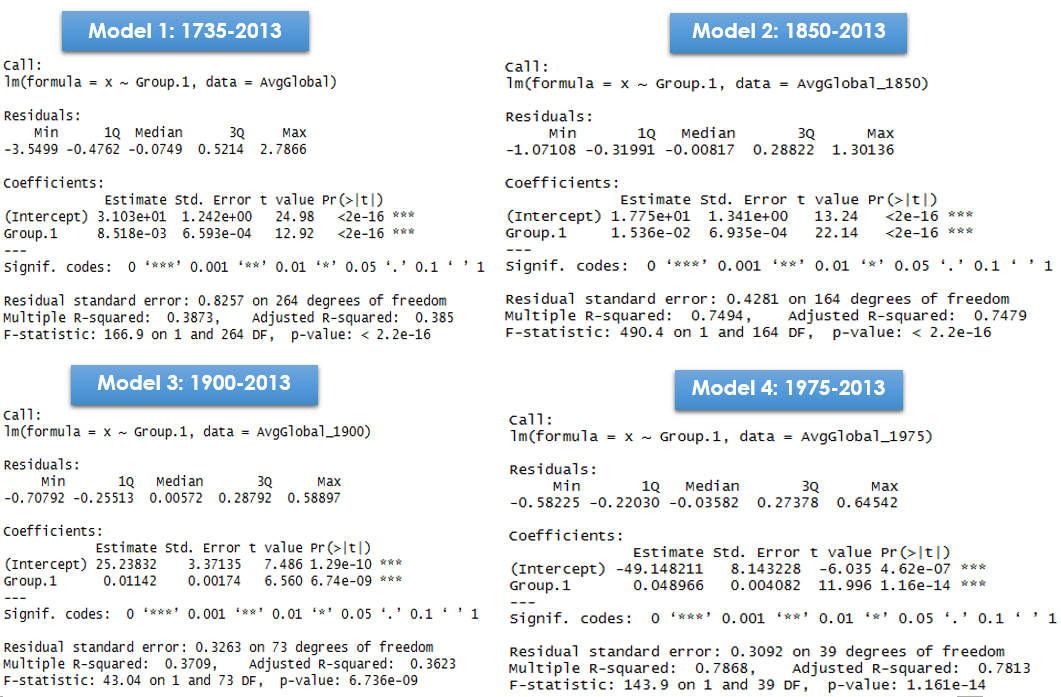 Model 1: 1735-2013
Call:
lm(formula = x ~ Group.1, data = AvgGlobal)
Residuals:
Min 1Q Median 3Q Max
-3.5499 -0.4762 -0.0749 0.5214 2.7866
Coefficients:
Estimate Std. Error t value Pr(>|t|)
(Intercept) 3.103e+01 1.242e+00 24.98 <2e-16 ***
Group.1 8.518e-03 6.593e-04 12.92 <2e-16 ***
---
Signif. codes: 0 ‘***’ 0.001 ‘**’ 0.01 ‘*’ 0.05 ‘.’ 0.1 ‘ ’ 1
Residual standard error: 0.8257 on 264 degrees of freedom
Multiple R-squared: 0.3873, Adjusted R-squared: 0.385
F-statistic: 166.9 on 1 and 264 DF, p-value: < 2.2e-16
Model 2: 1850-2013
Call:
lm(formula = x ~ Group.1, data = AvgGlobal_1850)
Residuals:
Min 1Q Median 3Q Max
-1.07108 -0.31991 -0.00817 0.28822 1.30136
Coefficients:
Estimate Std. Error t value Pr(>|t|)
(Intercept) 1.775e+01 1.341e+00 13.24 <2e-16 ***
Group.1 1.536e-02 6.935e-04 22.14 <2e-16 ***
---
Signif. codes: 0 ‘***’ 0.001 ‘**’ 0.01 ‘*’ 0.05 ‘.’ 0.1 ‘ ’ 1
Residual standard error: 0.4281 on 164 degrees of freedom
Multiple R-squared: 0.7494, Adjusted R-squared: 0.7479
F-statistic: 490.4 on 1 and 164 DF, p-value: < 2.2e-16
Model 3: 1900-2013
Call:
lm(formula = x ~ Group.1, data = AvgGlobal_1900)
Residuals:
Min 1Q Median 3Q Max
-0.70792 -0.25513 0.00572 0.28792 0.58897
Coefficients:
Estimate Std. Error t value Pr(>|t|)
(Intercept) 25.23832 3.37135 7.486 1.29e-10 ***
Group.1 0.01142 0.00174 6.560 6.74e-09 ***
---
Signif. codes: 0 ‘***’ 0.001 ‘**’ 0.01 ‘*’ 0.05 ‘.’ 0.1 ‘ ’ 1
Residual standard error: 0.3263 on 73 degrees of freedom
Multiple R-squared: 0.3709, Adjusted R-squared: 0.3623
F-statistic: 43.04 on 1 and 73 DF, p-value: 6.736e-09
Model 4: 1975-2013
Call:
lm(formula = x ~ Group.1, data = AvgGlobal_1975)
Residuals:
Min 1Q Median 3Q Max
-0.58225 -0.22030 -0.03582 0.27378 0.64542
Coefficients:
Estimate Std. Error t value Pr(>|t|)
(Intercept) -49.148211 8.143228 -6.035 4.62e-07 ***
Group.1 0.048966 0.004082 11.996 1.16e-14 ***
---
Signif. codes: 0 ‘***’ 0.001 ‘**’ 0.01 ‘*’ 0.05 ‘.’ 0.1 ‘ ’ 1
Residual standard error: 0.3092 on 39 degrees of freedom
Multiple R-squared: 0.7868, Adjusted R-squared: 0.7813
F-statistic: 143.9 on 1 and 39 DF, p-value: 1.161e-14